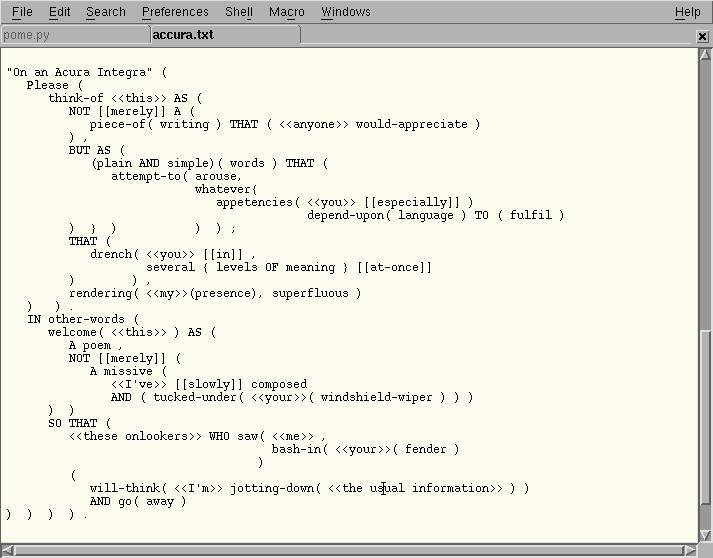 File Edit Search Preferences Shell Macro Windows Help
pome.py accura.txt
"On an Acura Integra" (
Please (
think-of <<this>> AS (
NOT [[merely]] A (
piece-of( writing ) THAT ( <<anyone>> would-appreciate )
) ,
BUT AS (
(plain AND simple)( words ) THAT (
attempt-to( arouse,
whatever{
appetencies( <<you>> [[especially]] )
depend-upon( language ) TO ( fulfil )
) } ) ) ) ;
THAT (
drench( <<you>> [[in]] ,
several { levels OF meaning } [[at-once]]
) ) ,
rendering( <<my>>(presence), superfluous )
) ) .
IN other-words (
welcome( <<this>> ) AS (
A poem ,
NOT [[merely]] (
A missive (
<<I've>> [[slowly]] composed
AND ( tucked-under( <<your>>( windshield-wiper ) ) )
) )
SO THAT (
<<these onlookers>> WHO saw( <<me>> ,
bash-in( <<your>>( fender )
)
(
will-think( <<I'm>> jotting-down( <<the usual information>> ) )
AND go( away )
) ) ) ) .